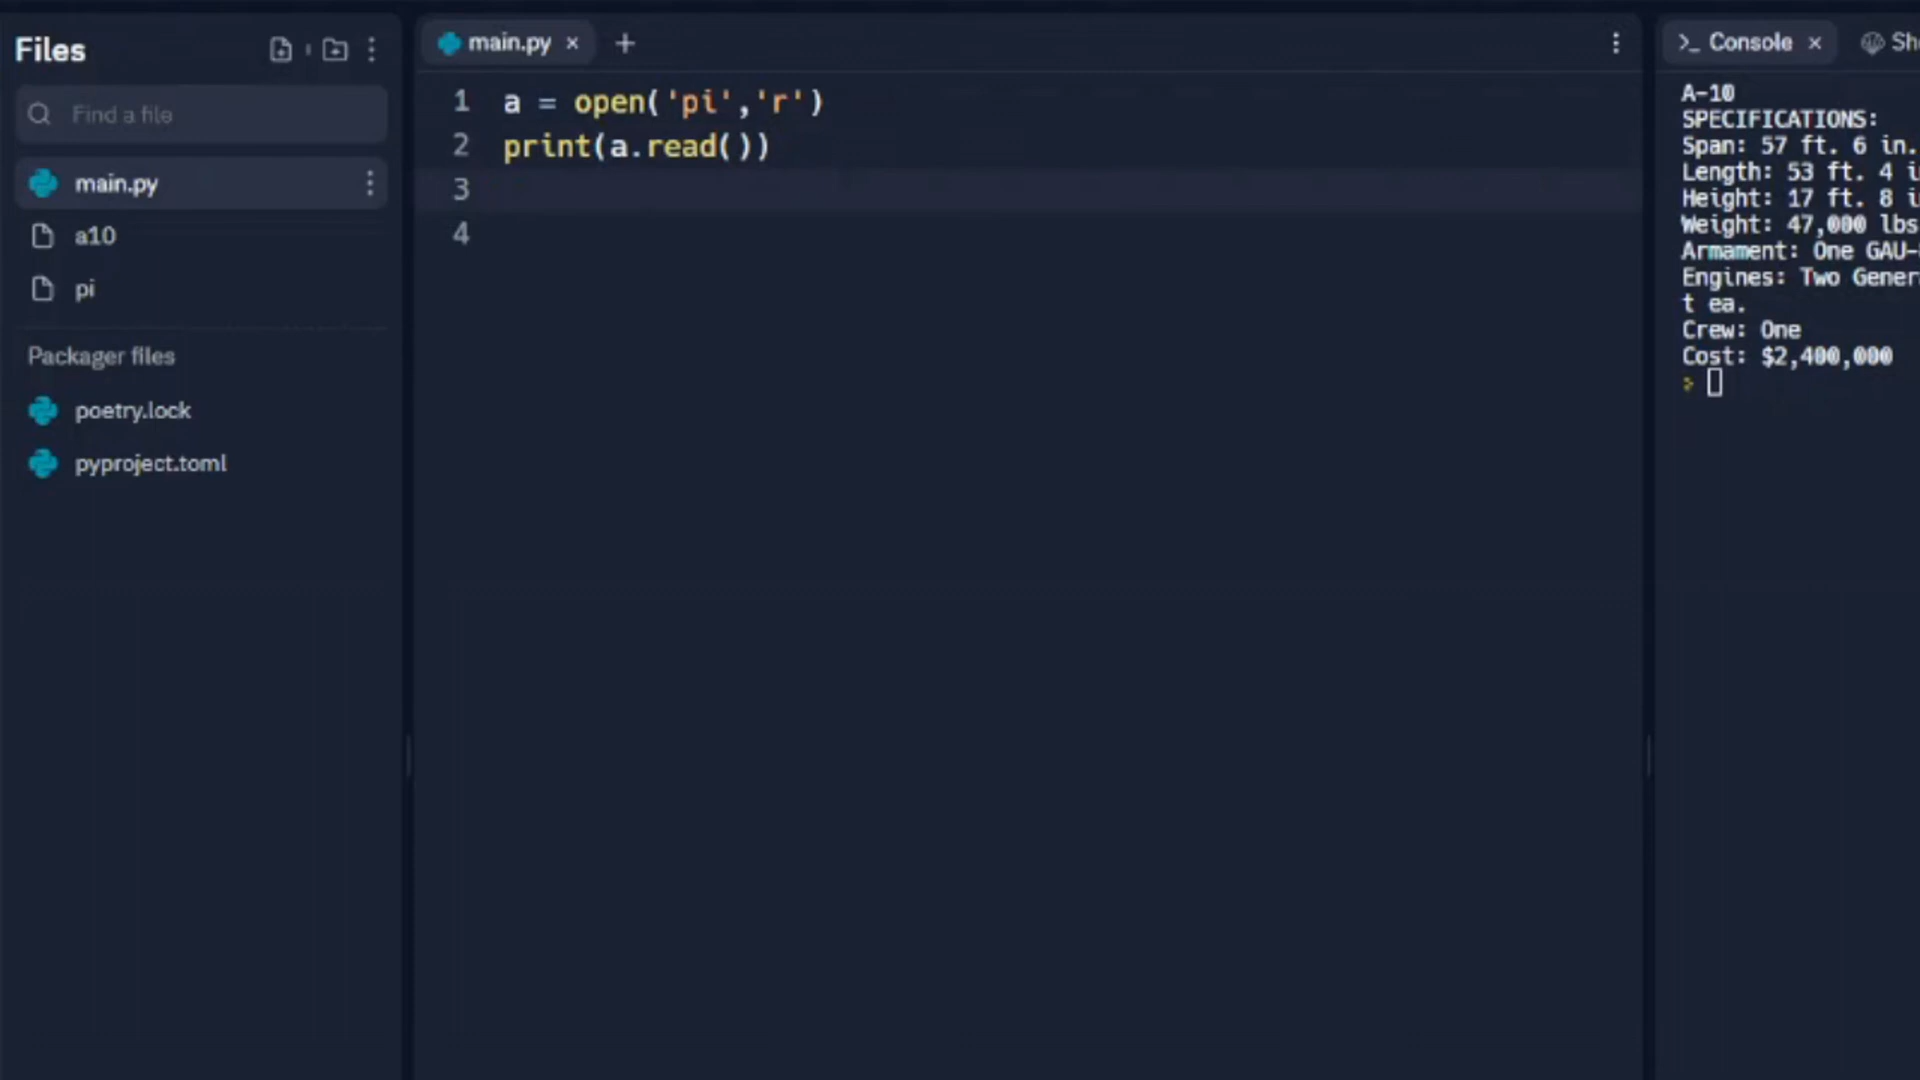 Files
Find a file
main.py
a10
pi
Packager files
poetry.lock
pyproject.toml
main.py
1 a = open('pi','r')
2 print(a.read())
3
4
>_ Console
A-10
SPECIFICATIONS:
Span: 57 ft. 6 in.
Length: 53 ft. 4
Height: 17 ft. 8
Weight: 47,000 lbs
Armament: One GAU-
Engines: Two
t ea.
Crew: One
Cost: $2,400,000
>